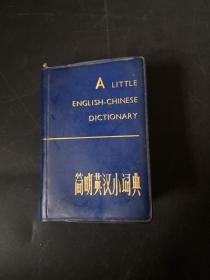 A LITTLE
ENGLISH-CHINESE
DICTIONARY
简明英汉小词典